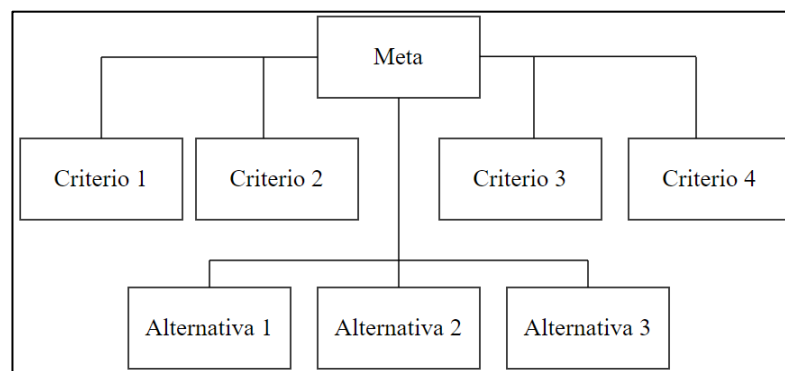 Meta
Criterio 1
Criterio 2
Criterio 3
Criterio 4
Alternativa 1
Alternativa 2
Alternativa 3